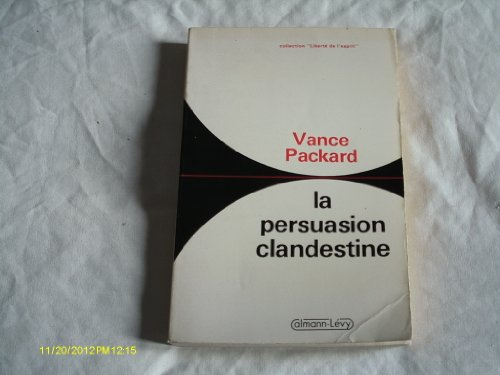 collection "Liberté de l'esprit"
Vance
Packard
la
persuasion
clandestine
Calmann-Lévy
11/20/2012 PM 12:15